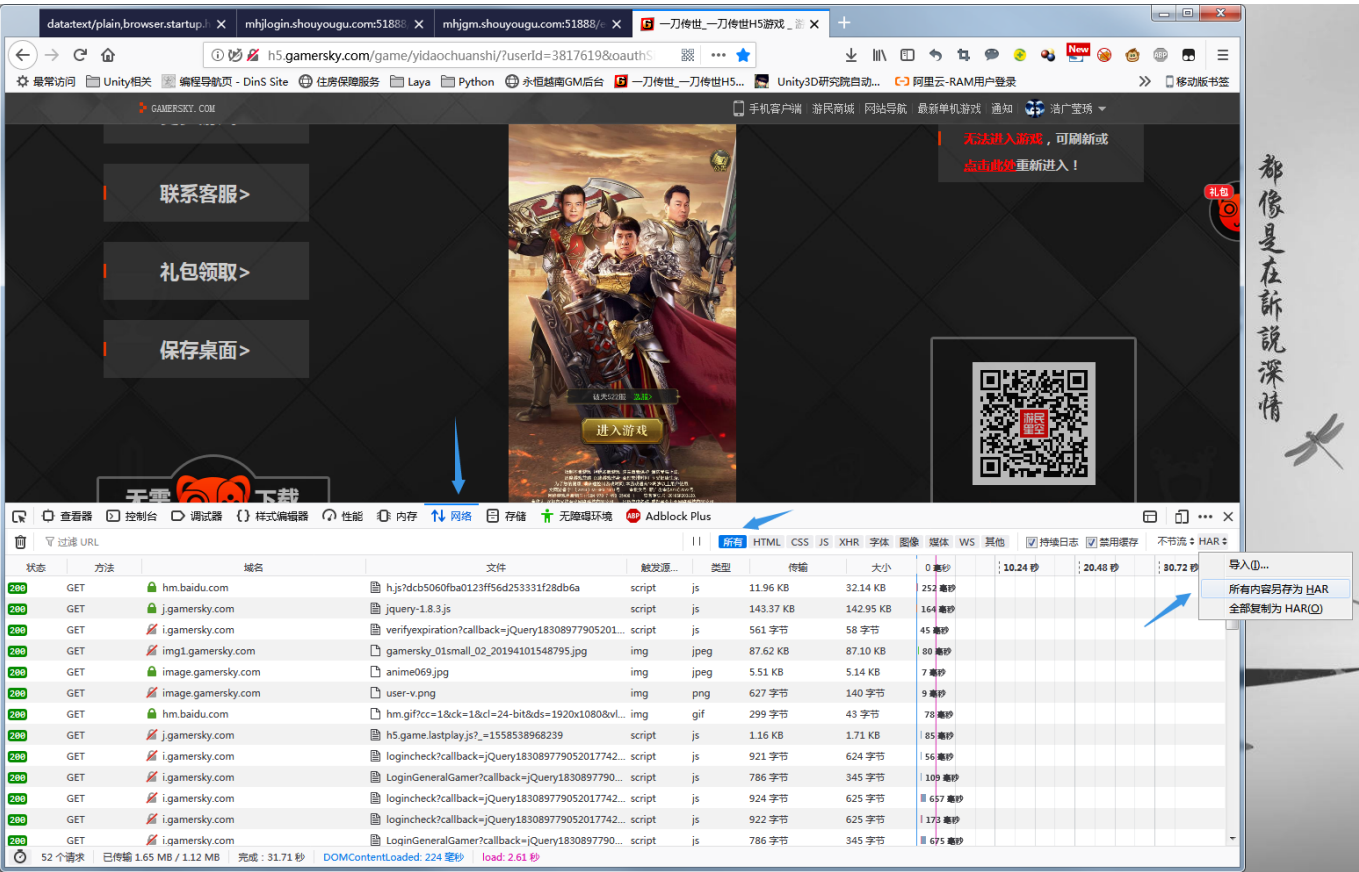 data:text/plain,browser.startup.h
mhjlogin.shouyougu.com:51888
mhjgm.shouyougu.com:51888/e
一刀传世_一刀传世H5游戏 _ 游
h5.gamersky.com/game/yidaochuanshi/?userId=3817619&oauthS
New
ABP
最常访问 Unity相关 编程导航页 - DinS Site 住房保障服务 Laya Python 永恒越南GM后台 一刀传世_一刀传世H5... Unity3D研究院自动... 阿里云-RAM用户登录 移动版书签
GAMERSKY.COM
手机客户端 游民商城 网站导航 最新单机游戏 通知 浩广莹琇
联系客服>
礼包领取>
保存桌面>
无需 下载
公告
选服>
进入游戏
无法进入游戏，可刷新或
点击此处重新进入！
礼包
游民
星空
都像是在訴説深情
查看器 控制台 调试器 样式编辑器 性能 内存 网络 存储 无障碍环境 ABP Adblock Plus
过滤 URL 所有 HTML CSS JS XHR 字体 图像 媒体 WS 其他 持续日志 禁用缓存 不节流 HAR
导入(I)...
所有内容另存为 HAR
全部复制为 HAR(O)
状态 方法 域名 文件 触发源... 类型 传输 大小 0 毫秒 10.24 秒 20.48 秒 30.72 秒
200 GET hm.baidu.com h.js?dcb5060fba0123ff56d253331f28db6a script js 11.96 KB 32.14 KB 252 毫秒
200 GET j.gamersky.com jquery-1.8.3.js script js 143.37 KB 142.95 KB 164 毫秒
200 GET i.gamersky.com verifyexpiration?callback=jQuery18308977905201... script js 561 字节 58 字节 45 毫秒
200 GET img1.gamersky.com gamersky_01small_02_20194101548795.jpg img jpeg 87.62 KB 87.10 KB 80 毫秒
200 GET image.gamersky.com anime069.jpg img jpeg 5.51 KB 5.14 KB 7 毫秒
200 GET image.gamersky.com user-v.png img png 627 字节 140 字节 9 毫秒
200 GET hm.baidu.com hm.gif?cc=1&ck=1&cl=24-bit&ds=1920x1080&vl... img gif 299 字节 43 字节 78 毫秒
200 GET j.gamersky.com h5.game.lastplay.js?_=1558538968239 script js 1.16 KB 1.71 KB 85 毫秒
200 GET i.gamersky.com logincheck?callback=jQuery183089779052017742... script js 921 字节 624 字节 56 毫秒
200 GET i.gamersky.com LoginGeneralGamer?callback=jQuery1830897790... script js 786 字节 345 字节 109 毫秒
200 GET i.gamersky.com logincheck?callback=jQuery183089779052017742... script js 924 字节 625 字节 657 毫秒
200 GET i.gamersky.com logincheck?callback=jQuery183089779052017742... script js 922 字节 625 字节 173 毫秒
200 GET i.gamersky.com LoginGeneralGamer?callback=jQuery1830897790... script js 786 字节 345 字节 675 毫秒
52 个请求 已传输 1.65 MB / 1.12 MB 完成：31.71 秒 DOMContentLoaded: 224 毫秒 load: 2.61 秒